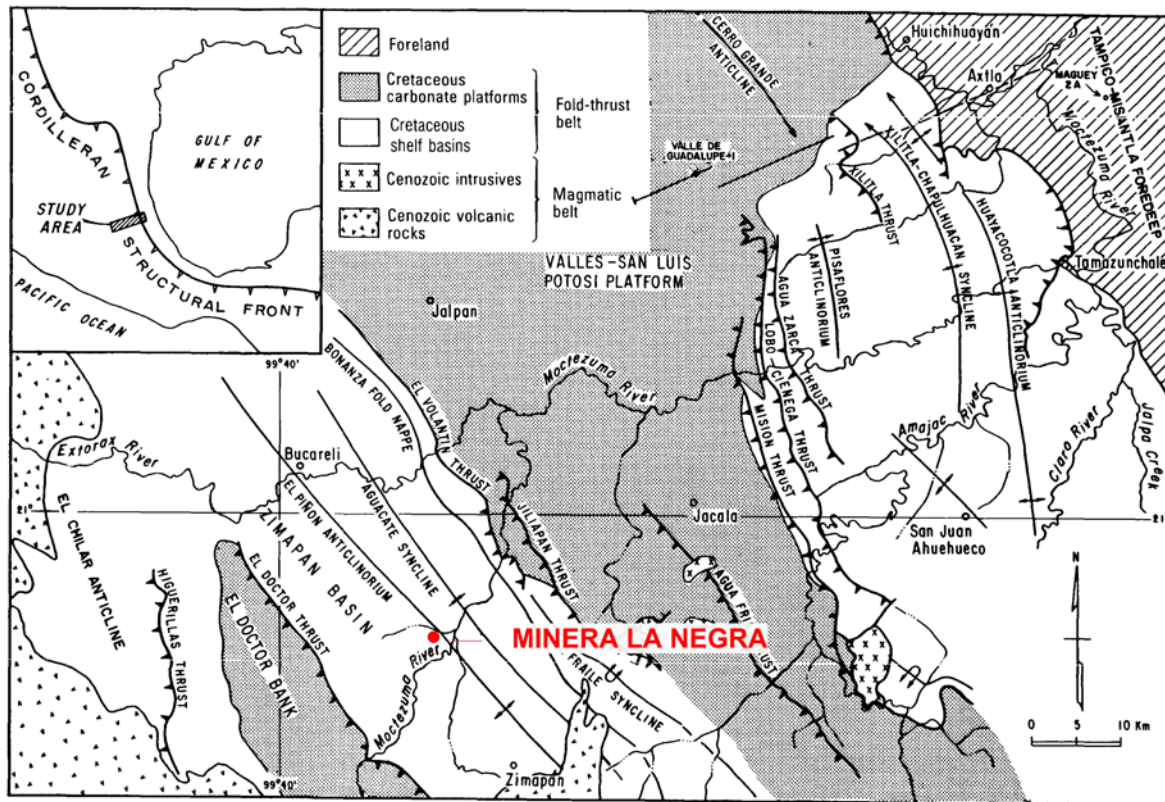 Foreland
Cretaceous
carbonate platforms
Cretaceous
shelf basins
Cenozoic intrusives
Cenozoic volcanic
rocks
Fold-thrust
belt
Magmatic
belt
CORDILLERAN
STRUCTURAL FRONT
GULF OF
MEXICO
STUDY
AREA
PACIFIC OCEAN
CERRO GRANDE
ANTICLINE
VALLE DE
GUADALUPE-1
Huichihuayán
Axtla
MAGUEY
2A
TAMPICO-MISANTLA FOREDEEP
Moctezuma
River
XILITLA THRUST
XILITLA-CHAPULHUACAN SYNCLINE
HUAYACOCOTLA ANTICLINORIUM
Tamazunchale
PISAFLORES
ANTICLINORIUM
AGUA ZARCA THRUST
LOBO-CIENEGA THRUST
MISION THRUST
VALLES-SAN LUIS
POTOSI PLATFORM
Jalpan
Moctezuma River
99°40'
BONANZA FOLD NAPPE
EL VOLANTIN THRUST
Extorax River
Bucareli
AGUACATE SYNCLINE
EL PIÑON ANTICLINORIUM
ZIMAPAN BASIN
21°
EL CHILAR ANTICLINE
HIGUERILLAS
THRUST
EL DOCTOR BANK
EL DOCTOR THRUST
JILIAPAN THRUST
Jacala
Amajac River
Claro River
Jalpa Creek
San Juan
Ahuehueco
21
MINERA LA NEGRA
FRAILE SYNCLINE
Moctezuma River
Zimapán
99°40'
N
0 5 10 Km